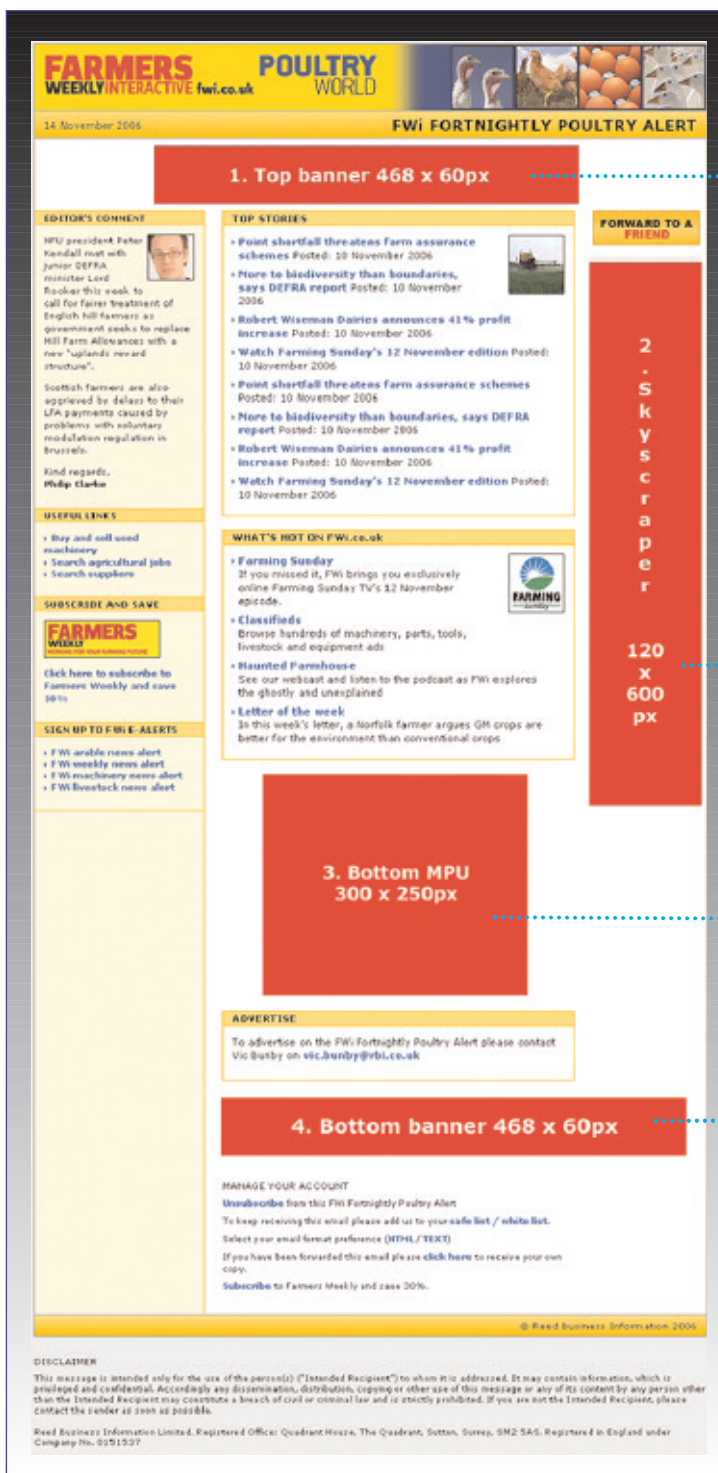 FARMERS
WEEKLY INTERACTIVE fwi.co.uk
POULTRY
WORLD
14 November 2006
FWi FORTNIGHTLY POULTRY ALERT
1. Top banner 468 x 60px
EDITOR'S COMMENT
NFU president Peter
Kendall met with
junior DEFRA
minister Lord
Rooker this week to
call for fairer treatment of
English hill farmers as
government seeks to replace
Hill Farm Allowances with a
new "uplands reward
structure".
Scottish farmers are also
aggrieved by delays to their
LFA payments caused by
problems with voluntary
modulation regulation in
Brussels.
Kind regards,
Philip Clarke
USEFUL LINKS
› Buy and sell used
machinery
› Search agricultural jobs
› Search suppliers
SUBSCRIBE AND SAVE
FARMERS
WEEKLY
WORKING FOR YOUR FARMING FUTURE
Click here to subscribe to
Farmers Weekly and save
30%
SIGN UP TO FWi E-ALERTS
› FWi arable news alert
› FWi weekly news alert
› FWi machinery news alert
› FWi livestock news alert
TOP STORIES
› Point shortfall threatens farm assurance
schemes Posted: 10 November 2006
› More to biodiversity than boundaries,
says DEFRA report Posted: 10 November
2006
› Robert Wiseman Dairies announces 41% profit
increase Posted: 10 November 2006
› Watch Farming Sunday's 12 November edition Posted:
10 November 2006
› Point shortfall threatens farm assurance schemes
Posted: 10 November 2006
› More to biodiversity than boundaries, says DEFRA
report Posted: 10 November 2006
› Robert Wiseman Dairies announces 41% profit
increase Posted: 10 November 2006
› Watch Farming Sunday's 12 November edition Posted:
10 November 2006
WHAT'S HOT ON FWi.co.uk
› Farming Sunday
If you missed it, FWi brings you exclusively
online Farming Sunday TV's 12 November
episode.
FARMING
sunday
› Classifieds
Browse hundreds of machinery, parts, tools,
livestock and equipment ads
› Haunted Farmhouse
See our webcast and listen to the podcast as FWi explores
the ghostly and unexplained
› Letter of the week
In this week's letter, a Norfolk farmer argues GM crops are
better for the environment than conventional crops
FORWARD TO A
FRIEND
2
.
S
k
y
s
c
r
a
p
e
r
120
x
600
px
3. Bottom MPU
300 x 250px
ADVERTISE
To advertise on the FWi Fortnightly Poultry Alert please contact
Vic Bunby on vic.bunby@rbi.co.uk
4. Bottom banner 468 x 60px
MANAGE YOUR ACCOUNT
Unsubscribe from this FWi Fortnightly Poultry Alert
To keep receiving this email please add us to your safe list / white list.
Select your email format preference (HTML / TEXT)
If you have been forwarded this email please click here to receive your own
copy.
Subscribe to Farmers Weekly and save 30%.
© Reed Business Information 2006
DISCLAIMER
This message is intended only for the use of the person(s) ("Intended Recipient") to whom it is addressed. It may contain information, which is
privileged and confidential. Accordingly any dissemination, distribution, copying or other use of this message or any of its content by any person other
than the Intended Recipient may constitute a breach of civil or criminal law and is strictly prohibited. If you are not the Intended Recipient, please
contact the sender as soon as possible.
Reed Business Information Limited. Registered Office: Quadrant House, The Quadrant, Sutton, Surrey, SM2 5AS. Registered in England under
Company No. 0151537